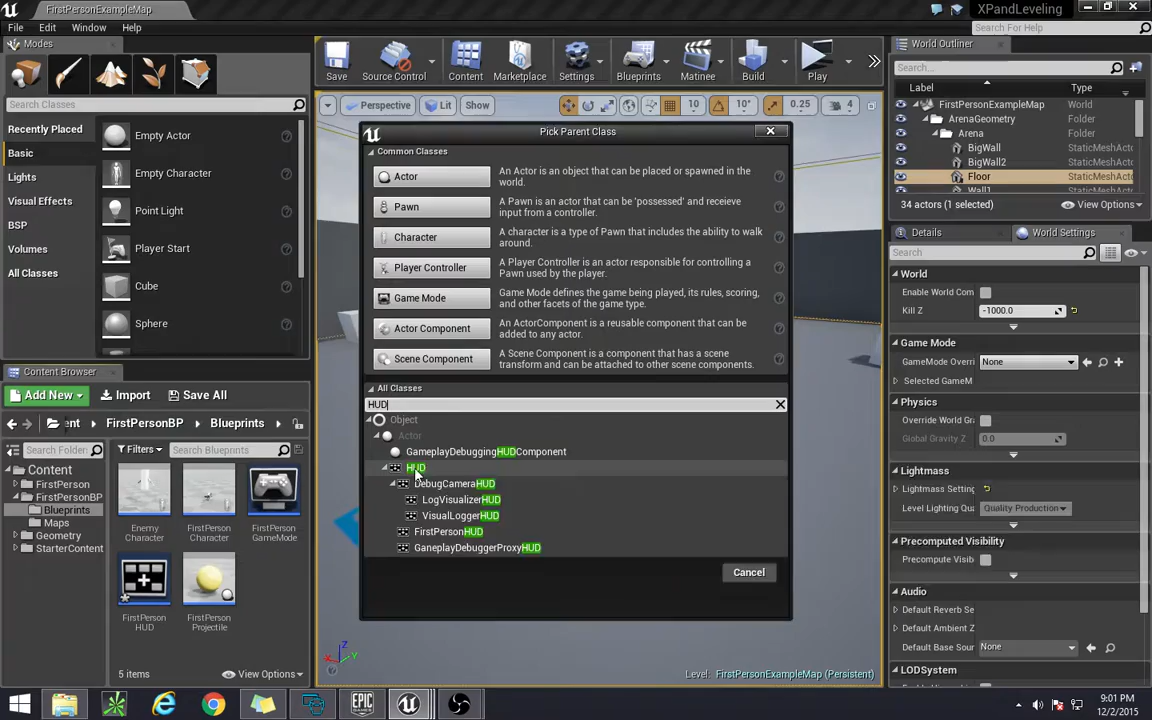 FirstPersonExampleMap
XPandLeveling
File Edit Window Help
Search For Help
Modes
Search Classes
Recently Placed
Basic
Lights
Visual Effects
BSP
Volumes
All Classes
Empty Actor
Empty Character
Point Light
Player Start
Cube
Sphere
Save
Source Control
Content
Marketplace
Settings
Blueprints
Matinee
Build
Play
Perspective Lit Show 10 10° 0.25 4
Pick Parent Class
Common Classes
Actor
An Actor is an object that can be placed or spawned in the
world.
Pawn
A Pawn is an actor that can be 'possessed' and receieve
input from a controller.
Character
A character is a type of Pawn that includes the ability to walk
around.
Player Controller
A Player Controller is an actor responsible for controlling a
Pawn used by the player.
Game Mode
Game Mode defines the game being played, its rules, scoring,
and other facets of the game type.
Actor Component
An ActorComponent is a reusable component that can be
added to any actor.
Scene Component
A Scene Component is a component that has a scene
transform and can be attached to other scene components.
All Classes
HUD
Object
Actor
GameplayDebuggingHUDComponent
HUD
DebugCameraHUD
LogVisualizerHUD
VisualLoggerHUD
FirstPersonHUD
GameplayDebuggerProxyHUD
Cancel
Level: FirstPersonExampleMap (Persistent)
X Y Z
Content Browser
Add New Import Save All
ent FirstPersonBP Blueprints
Search Folder
Filters Search Blueprints
Content
FirstPerson
FirstPersonBP
Blueprints
Maps
Geometry
StarterContent
Enemy
Character
FirstPerson
Character
FirstPerson
GameMode
FirstPerson
HUD
FirstPerson
Projectile
5 items
View Options
World Outliner
Search...
Label Type
FirstPersonExampleMap World
ArenaGeometry Folder
Arena Folder
BigWall StaticMeshActo
BigWall2 StaticMeshActo
Floor StaticMeshActo
Wall1 StaticMeshActo
34 actors (1 selected)
View Options
Details World Settings
Search
World
Enable World Com
Kill Z -1000.0
Game Mode
GameMode Overri None
Selected GameM
Physics
Override World Gr
Global Gravity Z 0.0
Lightmass
Lightmass Setting
Level Lighting Qua Production
Precomputed Visibility
Precompute Visib
Audio
Default Reverb Se
Default Ambient Z
Default Base Soun None
LODSystem
EPIC
GAMES
9:01 PM
12/2/2015